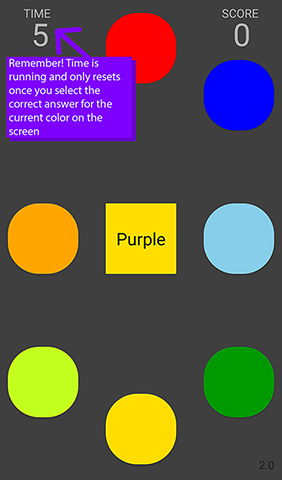 TIME
SCORE
5
0
Remember! Time is
running and only resets
once you select the
correct answer for the
current color on the
screen
Purple
2.0